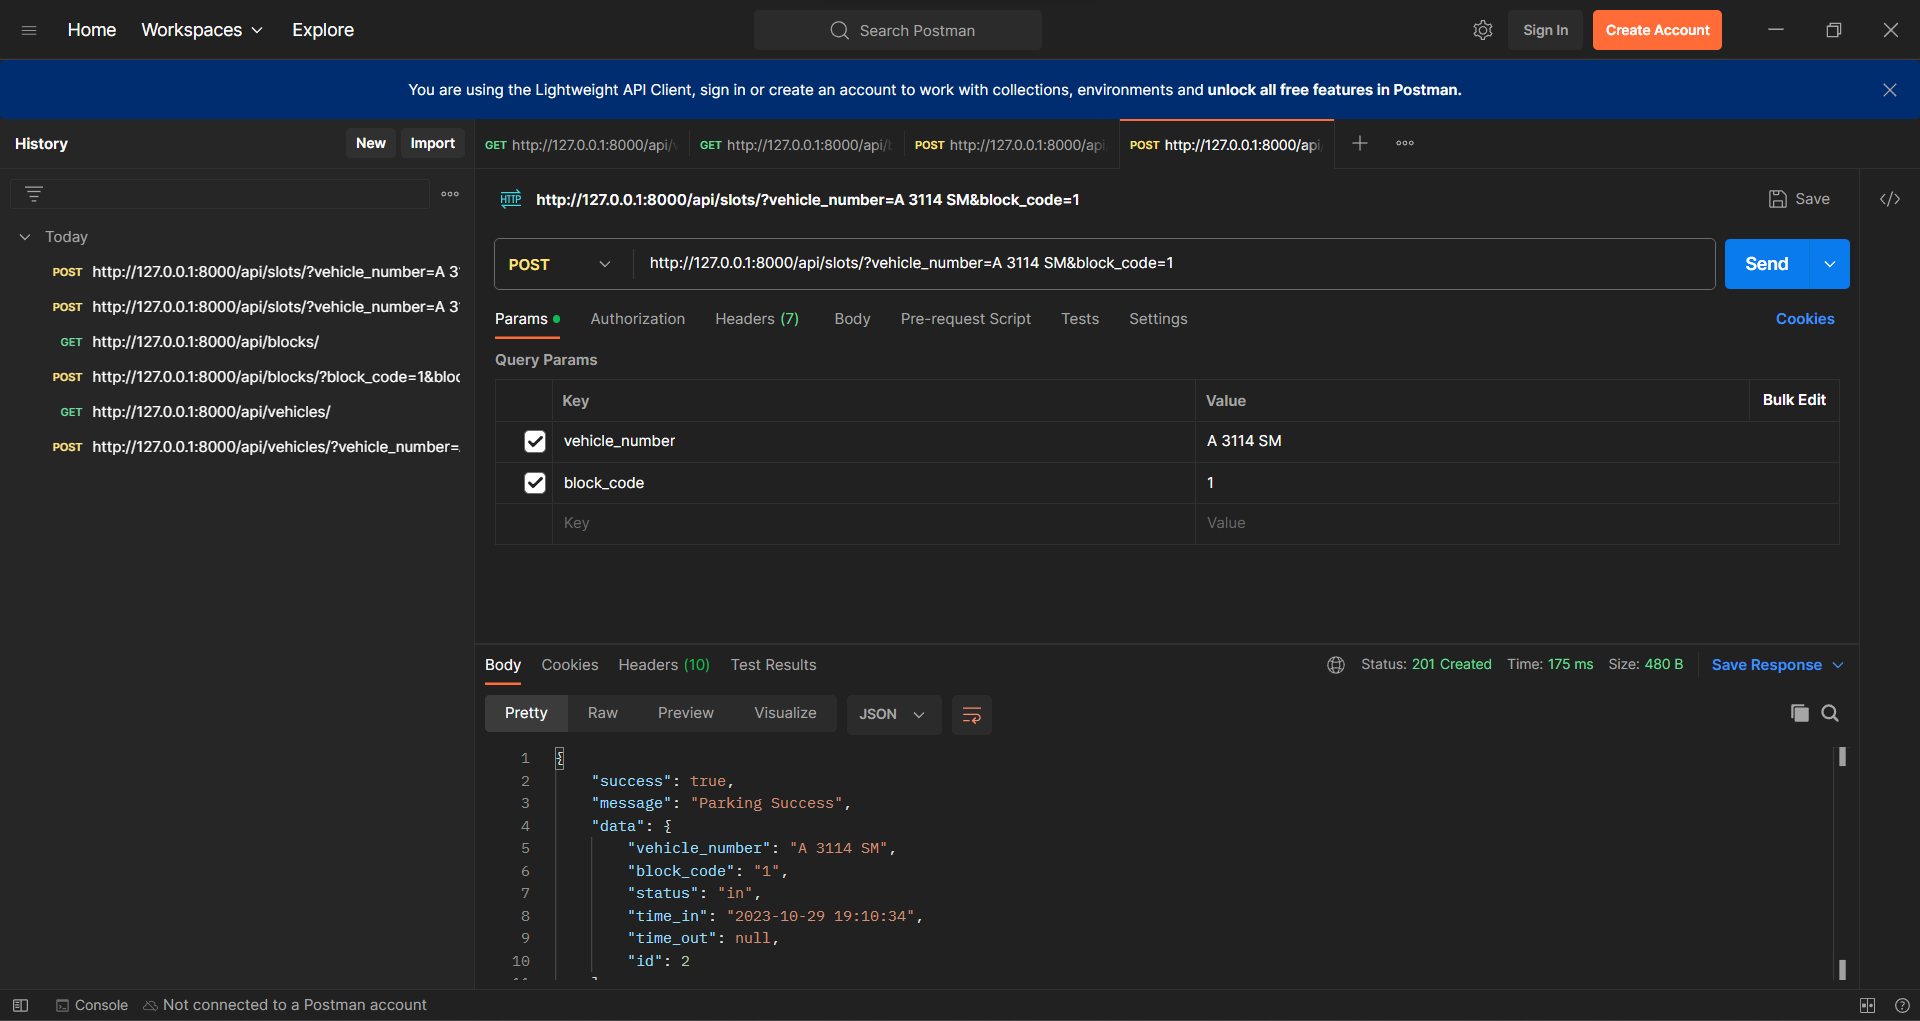 Home Workspaces Explore Search Postman Sign In Create Account
You are using the Lightweight API Client, sign in or create an account to work with collections, environments and unlock all free features in Postman.
History New Import
GET http://127.0.0.1:8000/api/ GET http://127.0.0.1:8000/api/ POST http://127.0.0.1:8000/api POST http://127.0.0.1:8000/api
Today
POST http://127.0.0.1:8000/api/slots/?vehicle_number=A 3
POST http://127.0.0.1:8000/api/slots/?vehicle_number=A 3
GET http://127.0.0.1:8000/api/blocks/
POST http://127.0.0.1:8000/api/blocks/?block_code=1&bloc
GET http://127.0.0.1:8000/api/vehicles/
POST http://127.0.0.1:8000/api/vehicles/?vehicle_number=
HTTP http://127.0.0.1:8000/api/slots/?vehicle_number=A 3114 SM&block_code=1 Save </>
POST http://127.0.0.1:8000/api/slots/?vehicle_number=A 3114 SM&block_code=1 Send
Params Authorization Headers (7) Body Pre-request Script Tests Settings Cookies
Query Params
Key Value Bulk Edit
vehicle_number A 3114 SM
block_code 1
Key Value
Body Cookies Headers (10) Test Results Status: 201 Created Time: 175 ms Size: 480 B Save Response
Pretty Raw Preview Visualize JSON
1 {
2 "success": true,
3 "message": "Parking Success",
4 "data": {
5 "vehicle_number": "A 3114 SM",
6 "block_code": "1",
7 "status": "in",
8 "time_in": "2023-10-29 19:10:34",
9 "time_out": null,
10 "id": 2
Console Not connected to a Postman account